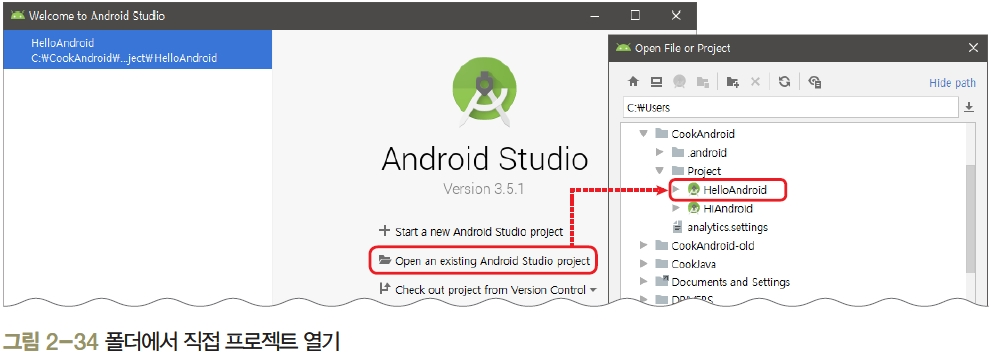 Welcome to Android Studio
HelloAndroid
C:₩CookAndroid₩...ject₩HelloAndroid
Android Studio
Version 3.5.1
Start a new Android Studio project
Open an existing Android Studio project
Check out project from Version Control
Open File or Project
Hide path
C:₩Users
CookAndroid
.android
Project
HelloAndroid
HiAndroid
analytics.settings
CookAndroid-old
CookJava
Documents and Settings
DRIVERS
그림 2-34 폴더에서 직접 프로젝트 열기